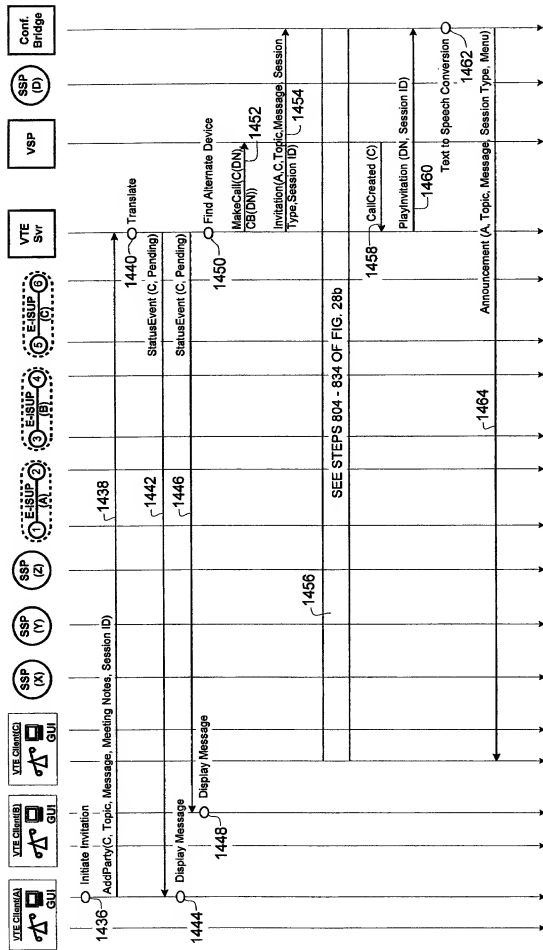 VTE Client(A)
GUI
VTE Client(B)
GUI
VTE Client(C)
GUI
SSP
(X)
SSP
(Y)
SSP
(Z)
1
E-ISUP
(A)
2
3
E-ISUP
(B)
4
5
E-ISUP
(C)
6
VTE
Svr
VSP
SSP
(D)
Conf.
Bridge
Initiate Invitation
1436
AddParty(C, Topic, Message, Meeting Notes, Session ID)
1438
Translate
1440
StatusEvent (C, Pending)
1442
Display Message
1444
StatusEvent (C, Pending)
1446
Display Message
1448
Find Alternate Device
1450
MakeCall(C(DN)
CB(DN))
1452
Invitation(A,C,Topic,Message, Session
Type,Session ID)
1454
SEE STEPS 804 - 834 OF FIG. 28b
1456
CallCreated (C)
1458
PlayInvitation (DN, Session ID)
1460
Text to Speech Conversion
1462
Announcement (A, Topic, Message, Session Type, Menu)
1464